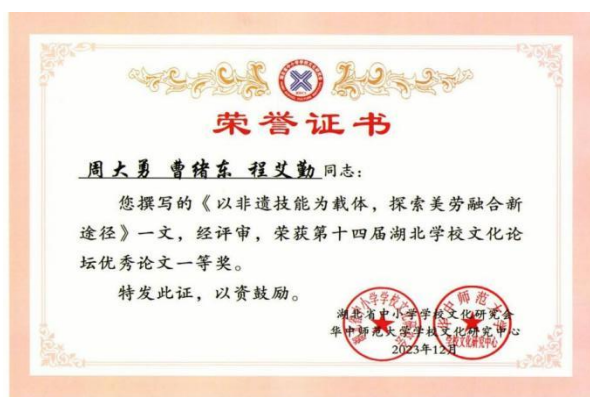 荣誉证书
周大勇 曹绪东 程艾勤 同志:
您撰写的《以非遗技能为载体，探索美劳融合新
途径》一文，经评审，荣获第十四届湖北学校文化论
坛优秀论文一等奖。
特发此证，以资鼓励。
湖北省中小学学校文化研究会
华中师范大学学校文化研究中心
2023年12月